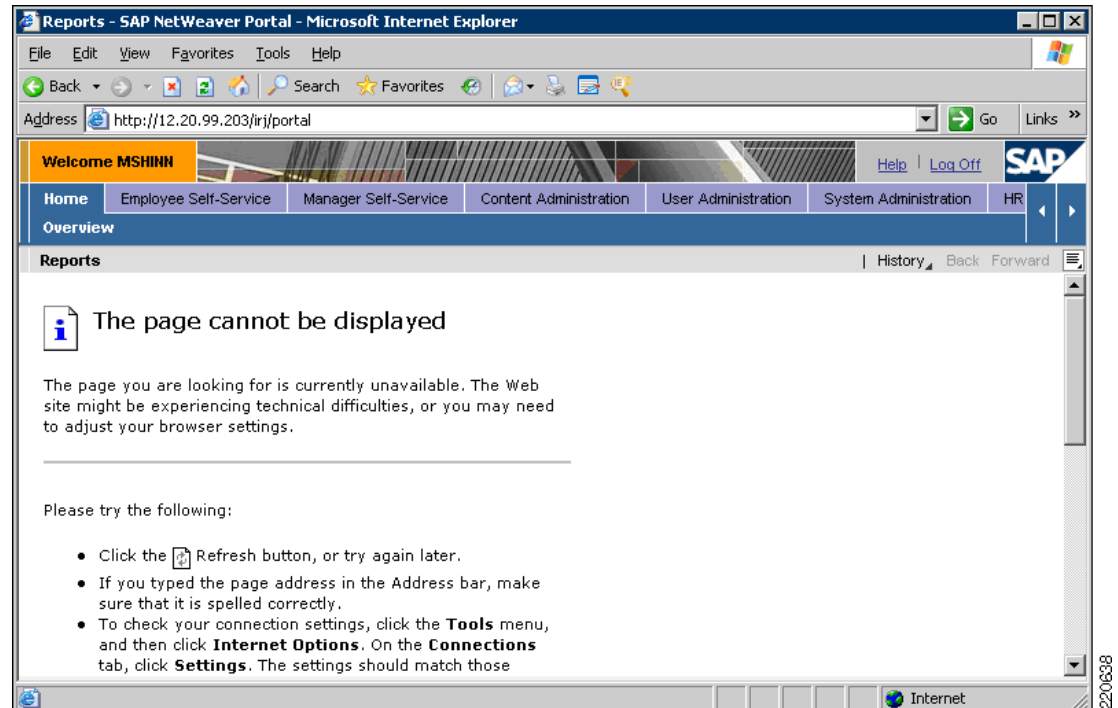 Reports - SAP NetWeaver Portal - Microsoft Internet Explorer
File Edit View Favorites Tools Help
Back Search Favorites
Address http://12.20.99.203/irj/portal Go Links »
Welcome MSHINN Help | Log Off SAP
Home Employee Self-Service Manager Self-Service Content Administration User Administration System Administration HR
Overview
Reports | History Back Forward
The page cannot be displayed
The page you are looking for is currently unavailable. The Web
site might be experiencing technical difficulties, or you may need
to adjust your browser settings.
Please try the following:
• Click the Refresh button, or try again later.
• If you typed the page address in the Address bar, make
sure that it is spelled correctly.
• To check your connection settings, click the Tools menu,
and then click Internet Options. On the Connections
tab, click Settings. The settings should match those
Internet
220638